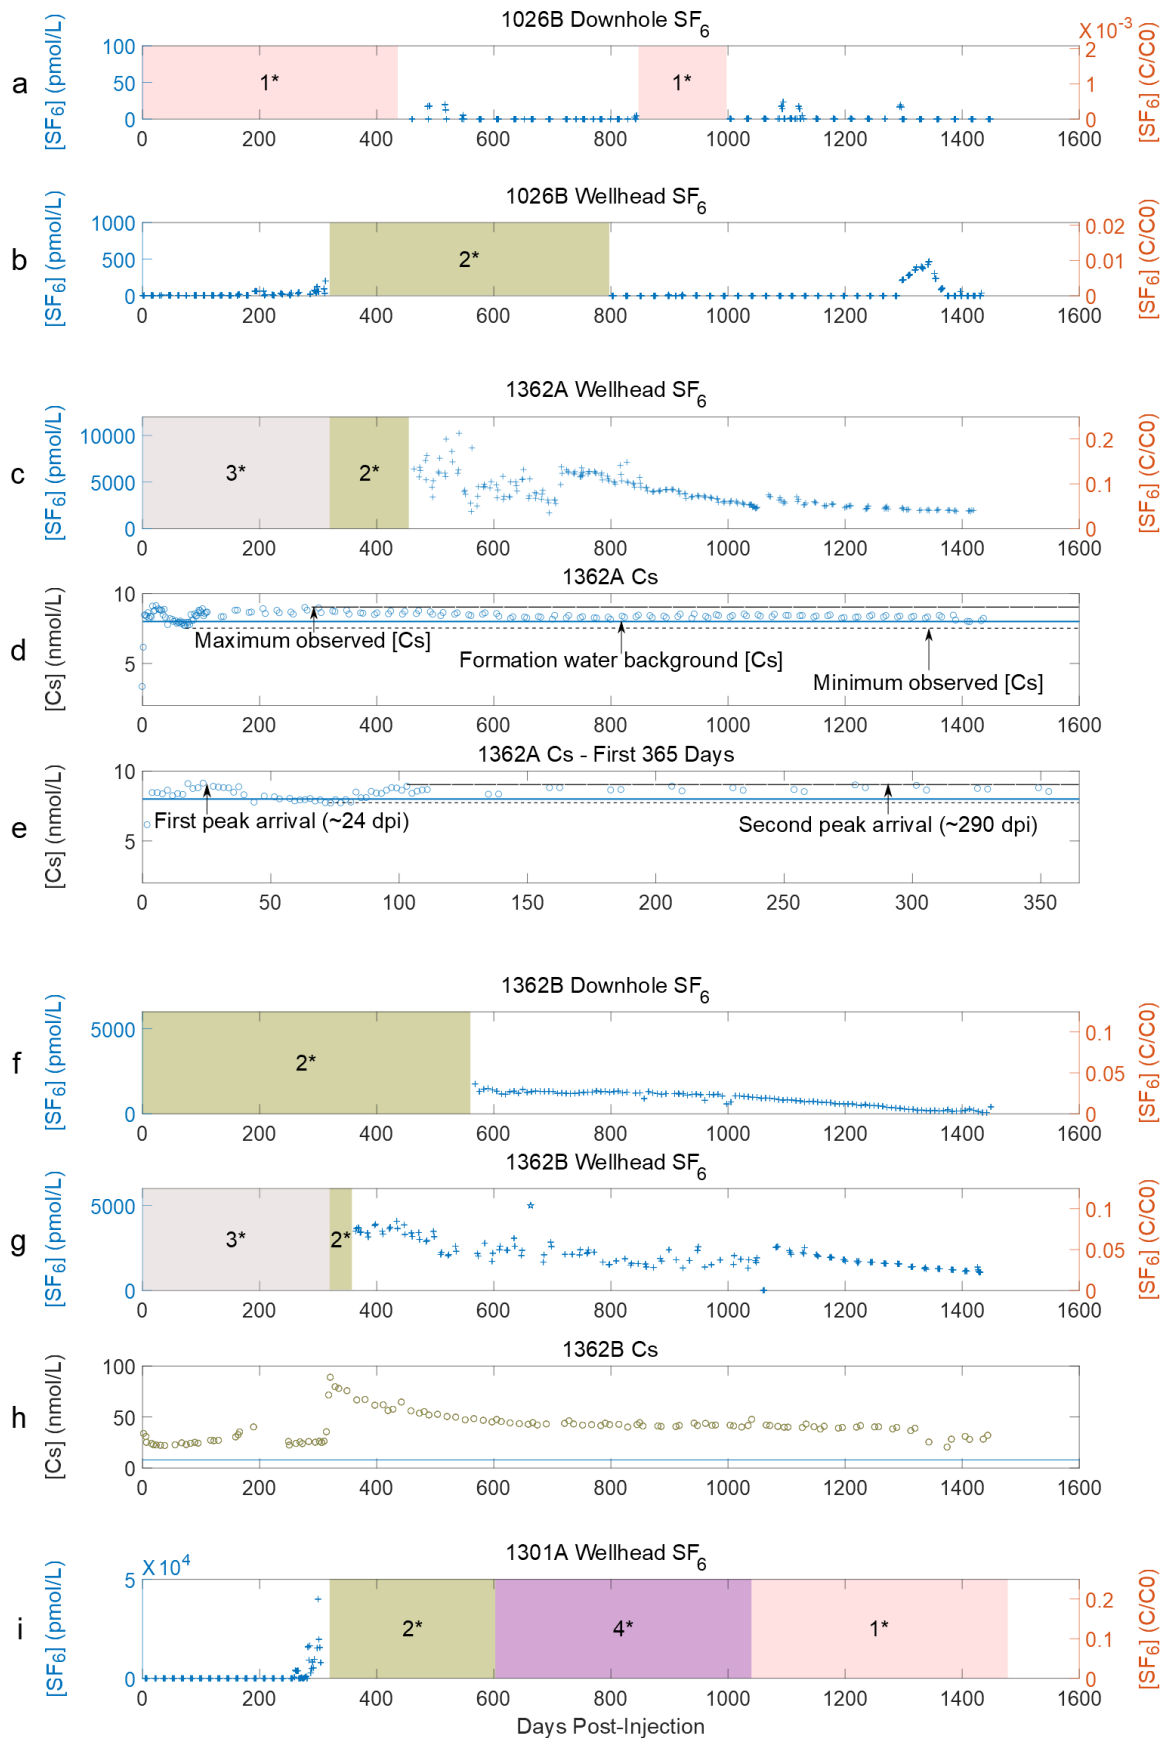 1026B Downhole SF6
X10-3
a
[SF6] (pmol/L)
100
50
0
1*
1*
2
1
0
[SF6] (C/C0)
0 200 400 600 800 1000 1200 1400 1600
1026B Wellhead SF6
b
[SF6] (pmol/L)
1000
500
0
2*
0.02
0.01
0
[SF6] (C/C0)
0 200 400 600 800 1000 1200 1400 1600
1362A Wellhead SF6
c
[SF6] (pmol/L)
10000
5000
0
3*
2*
0.2
0.1
0
[SF6] (C/C0)
0 200 400 600 800 1000 1200 1400 1600
1362A Cs
d
[Cs] (nmol/L)
10
5
Maximum observed [Cs]
Formation water background [Cs]
Minimum observed [Cs]
0 200 400 600 800 1000 1200 1400 1600
1362A Cs - First 365 Days
e
[Cs] (nmol/L)
10
5
First peak arrival (~24 dpi)
Second peak arrival (~290 dpi)
0 50 100 150 200 250 300 350
1362B Downhole SF6
f
[SF6] (pmol/L)
5000
0
2*
0.1
0.05
0
[SF6] (C/C0)
0 200 400 600 800 1000 1200 1400 1600
1362B Wellhead SF6
g
[SF6] (pmol/L)
5000
0
3*
2*
0.1
0.05
0
[SF6] (C/C0)
0 200 400 600 800 1000 1200 1400 1600
1362B Cs
h
[Cs] (nmol/L)
100
50
0
0 200 400 600 800 1000 1200 1400 1600
1301A Wellhead SF6
X104
i
[SF6] (pmol/L)
5
0
2*
4*
1*
0.2
0.1
0
[SF6] (C/C0)
0 200 400 600 800 1000 1200 1400 1600
Days Post-Injection